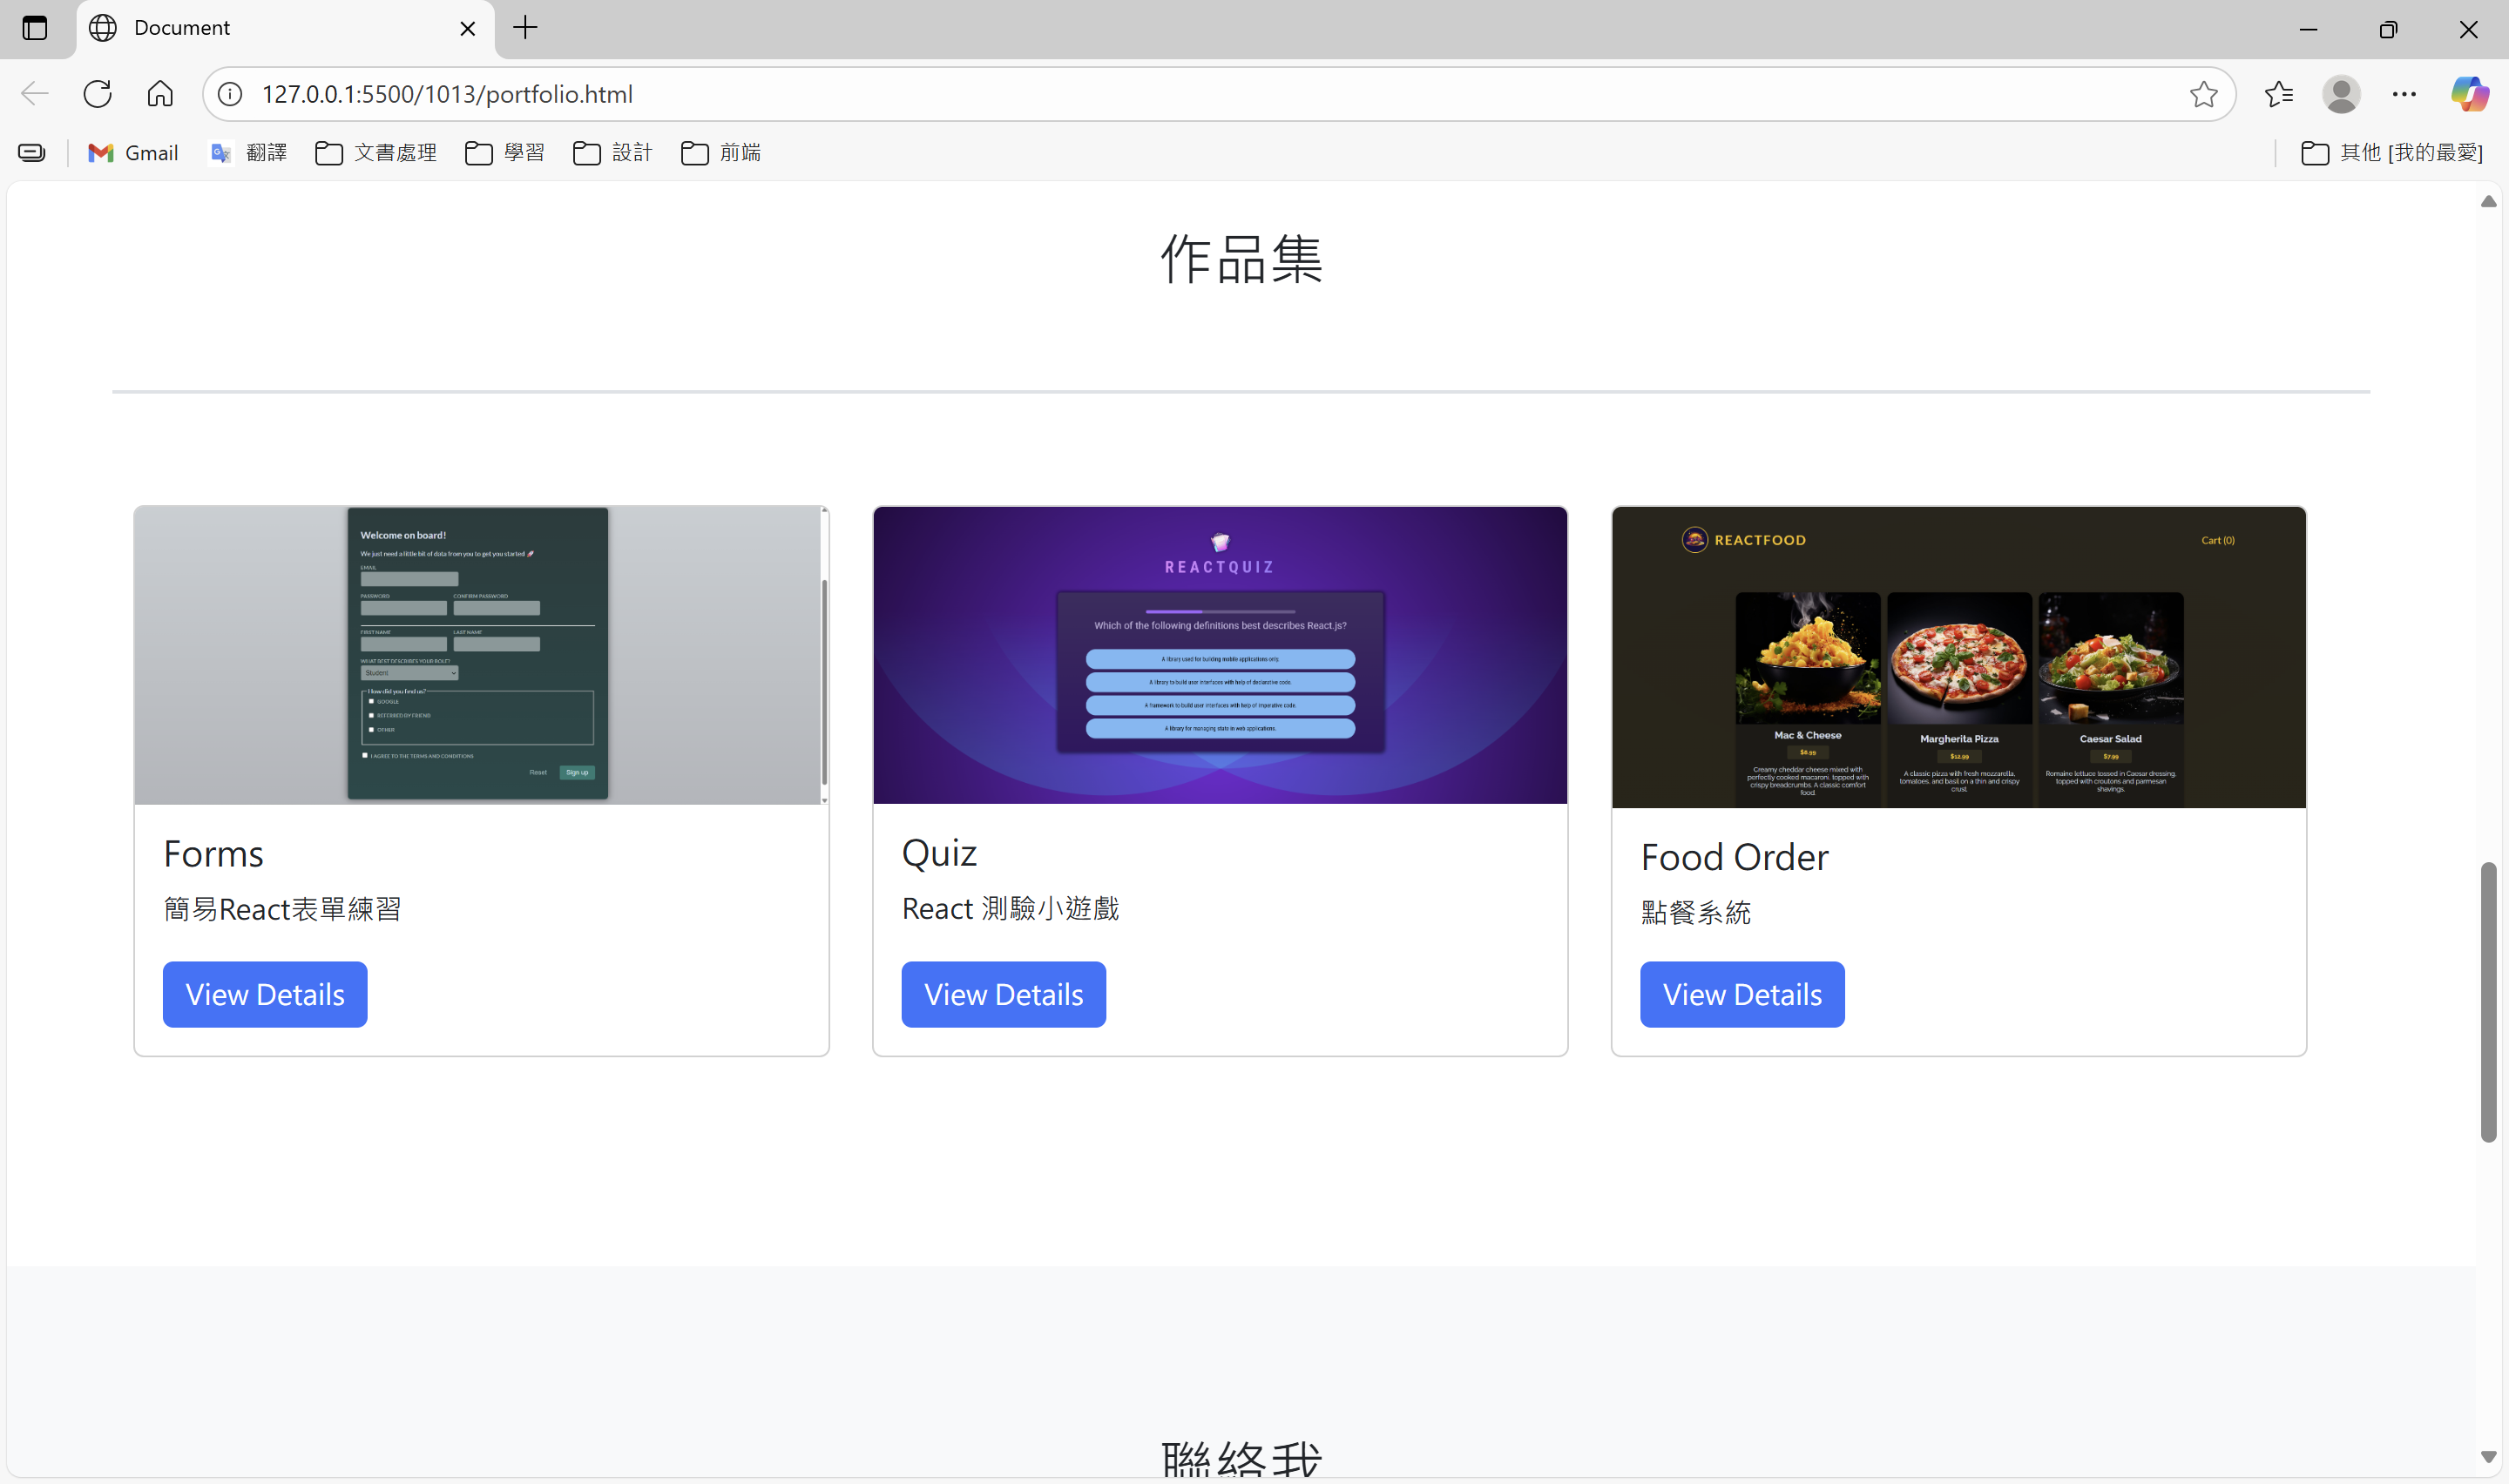 Document
127.0.0.1:5500/1013/portfolio.html
Gmail 翻譯 文書處理 學習 設計 前端 其他 [我的最愛]
作品集
Welcome on board!
We just need a little bit of data from you to get you started 🚀
EMAIL
PASSWORD CONFIRM PASSWORD
FIRST NAME LAST NAME
WHAT BEST DESCRIBES YOUR ROLE?
Student
How did you find us?
GOOGLE
REFERRED BY FRIEND
OTHER
I AGREE TO THE TERMS AND CONDITIONS
Reset Sign up
Forms
簡易React表單練習
View Details
REACTQUIZ
Which of the following definitions best describes React.js?
A library used for building mobile applications only.
A library to build user interfaces with help of declarative code.
A framework to build user interfaces with help of imperative code.
A library for managing state in web applications.
Quiz
React 測驗小遊戲
View Details
REACTFOOD Cart (0)
Mac & Cheese
$8.99
Creamy cheddar cheese mixed with
perfectly cooked macaroni, topped with
crispy breadcrumbs. A classic comfort
food.
Margherita Pizza
$12.99
A classic pizza with fresh mozzarella,
tomatoes, and basil on a thin and crispy
crust.
Caesar Salad
$7.99
Romaine lettuce tossed in Caesar dressing,
topped with croutons and parmesan
shavings.
Food Order
點餐系統
View Details
聯絡我